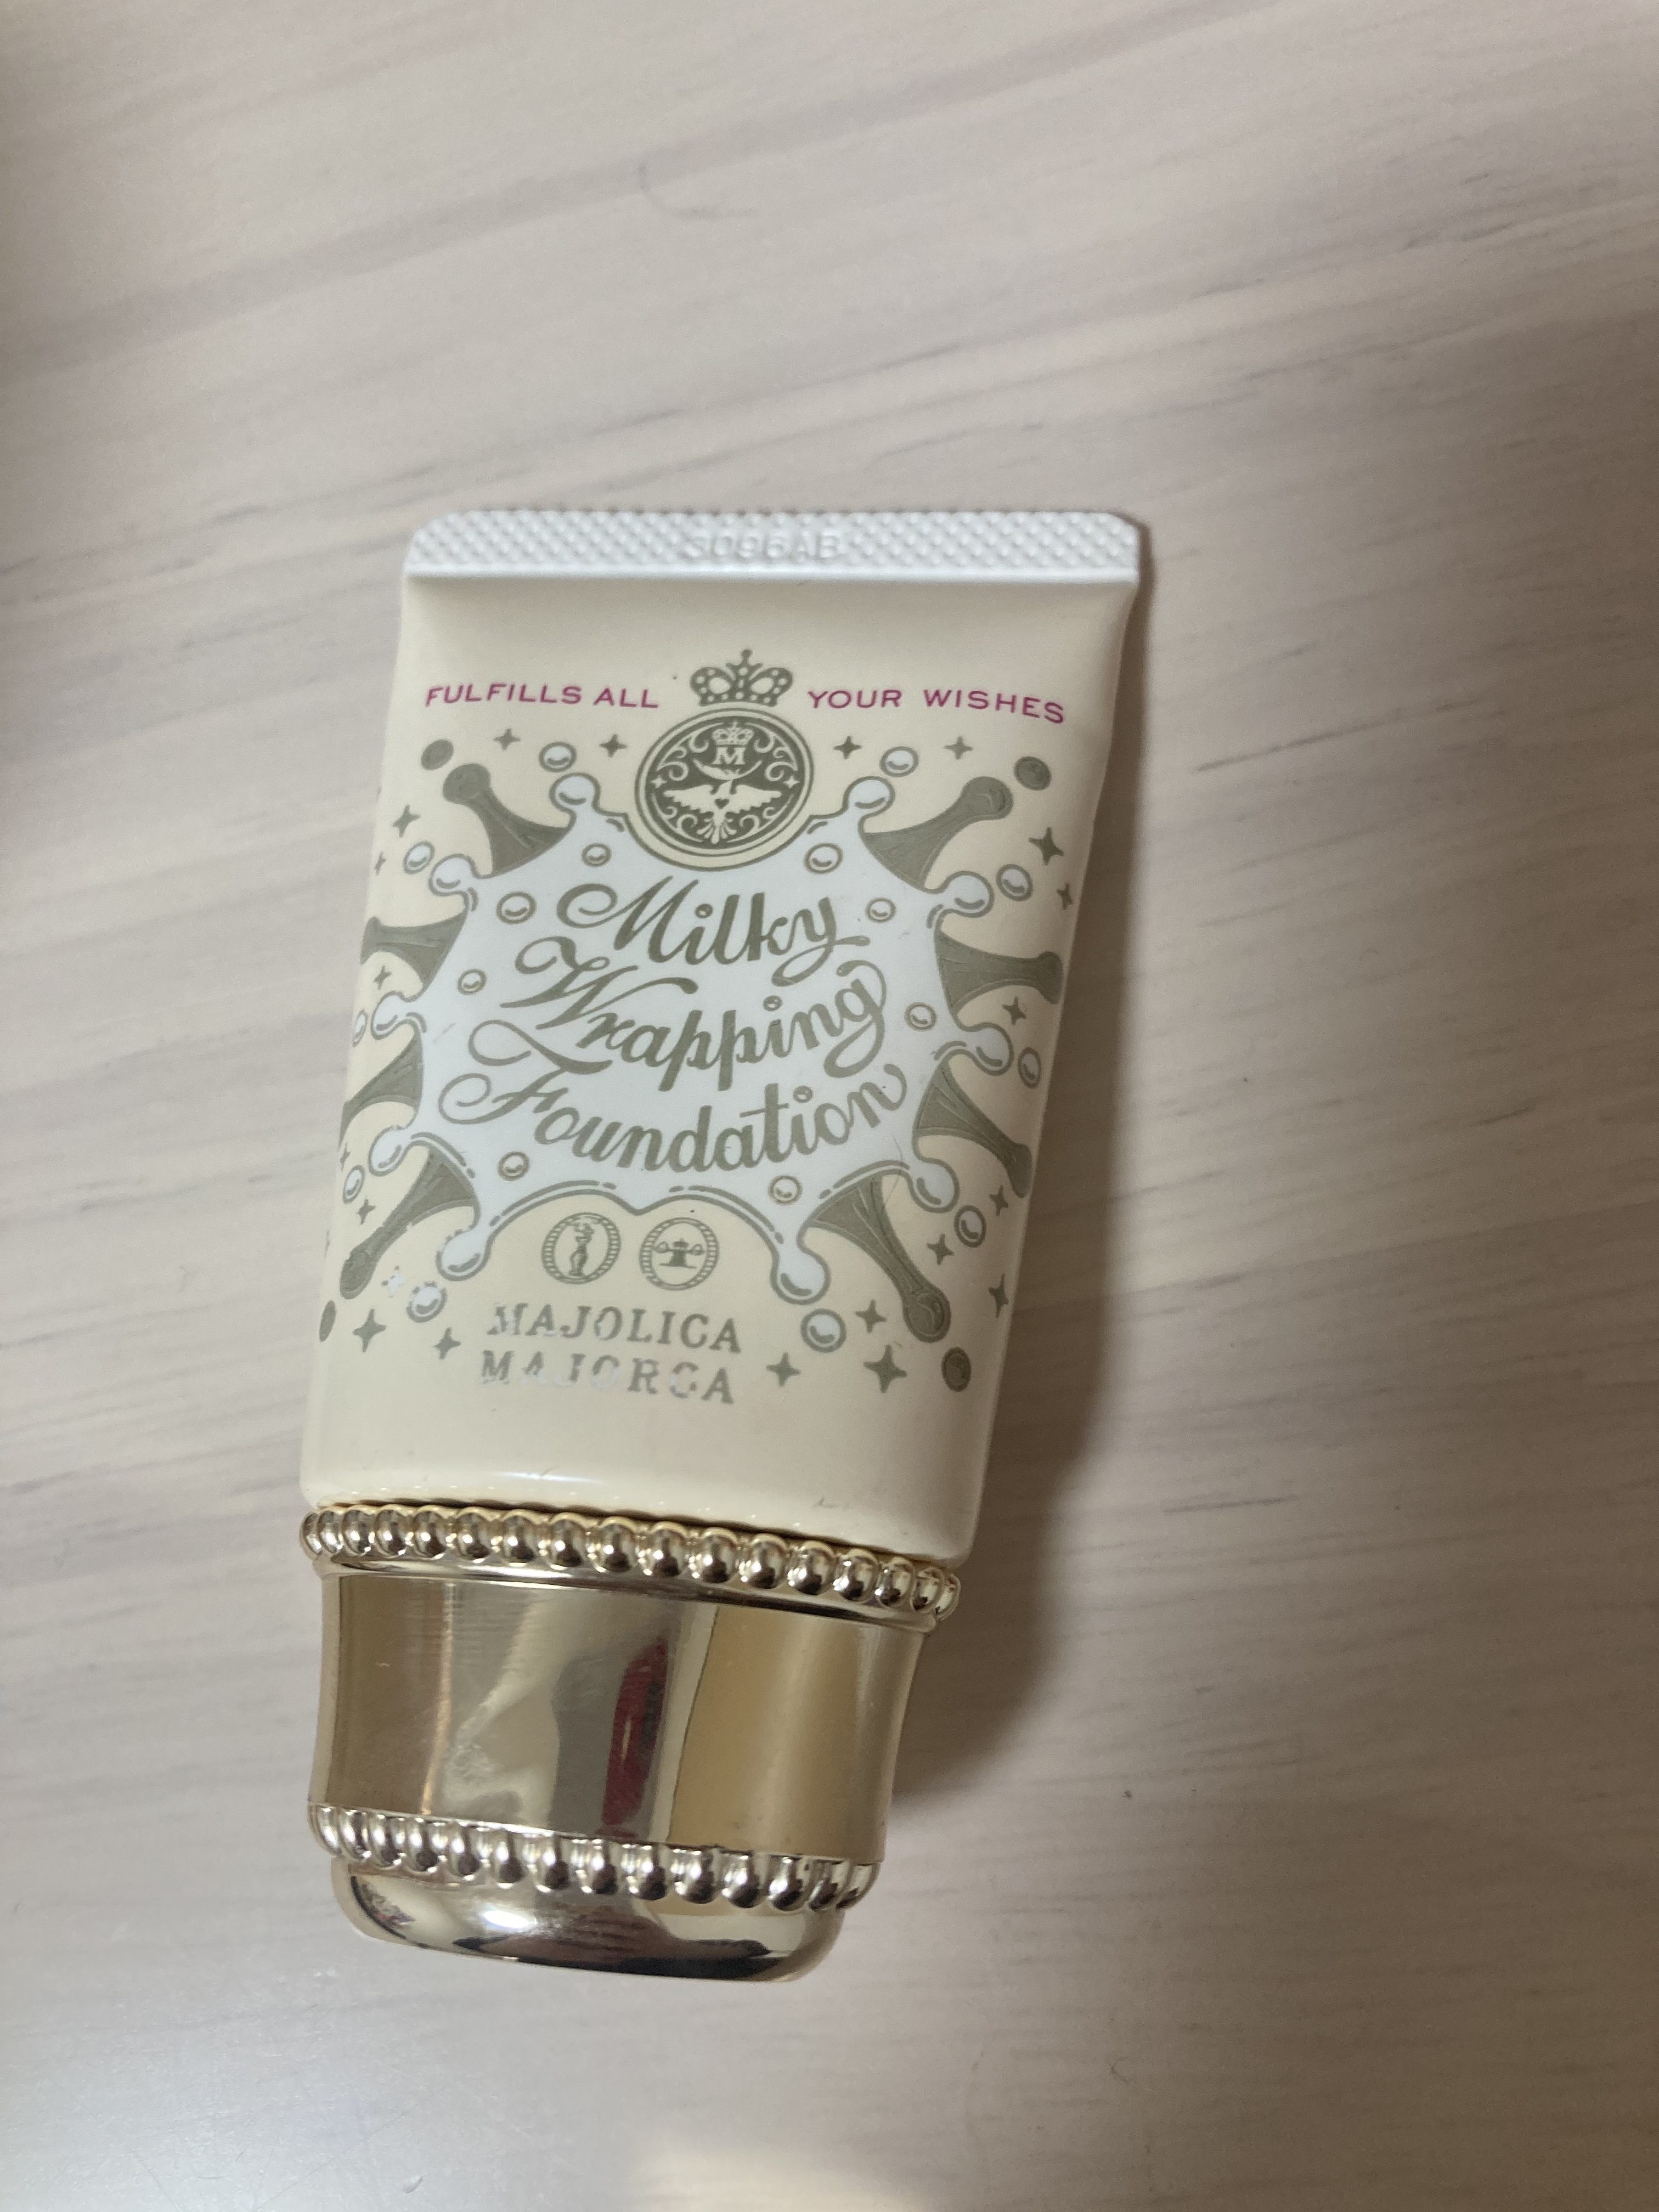 3096AB
FULFILLS ALL YOUR WISHES
M
Milky
Wrapping
Foundation
MAJOLICA
MAJORCA